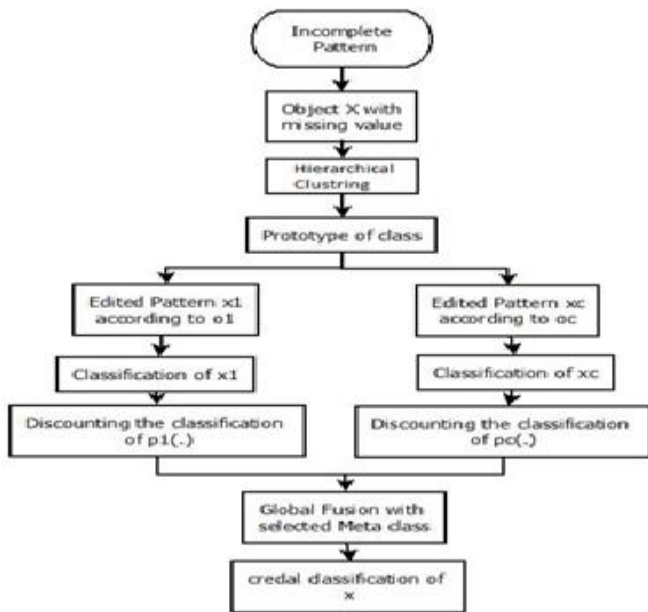 Incomplete
Pattern
Object X with
missing value
Hierarchical
Clustring
Prototype of class
Edited Pattern x1
according to o1
Edited Pattern xc
according to oc
Classification of x1
Classification of xc
Discounting the classification
of p1(.)
Discounting the classification
of pc(.)
Global Fusion with
selected Meta class
credal classification of
x